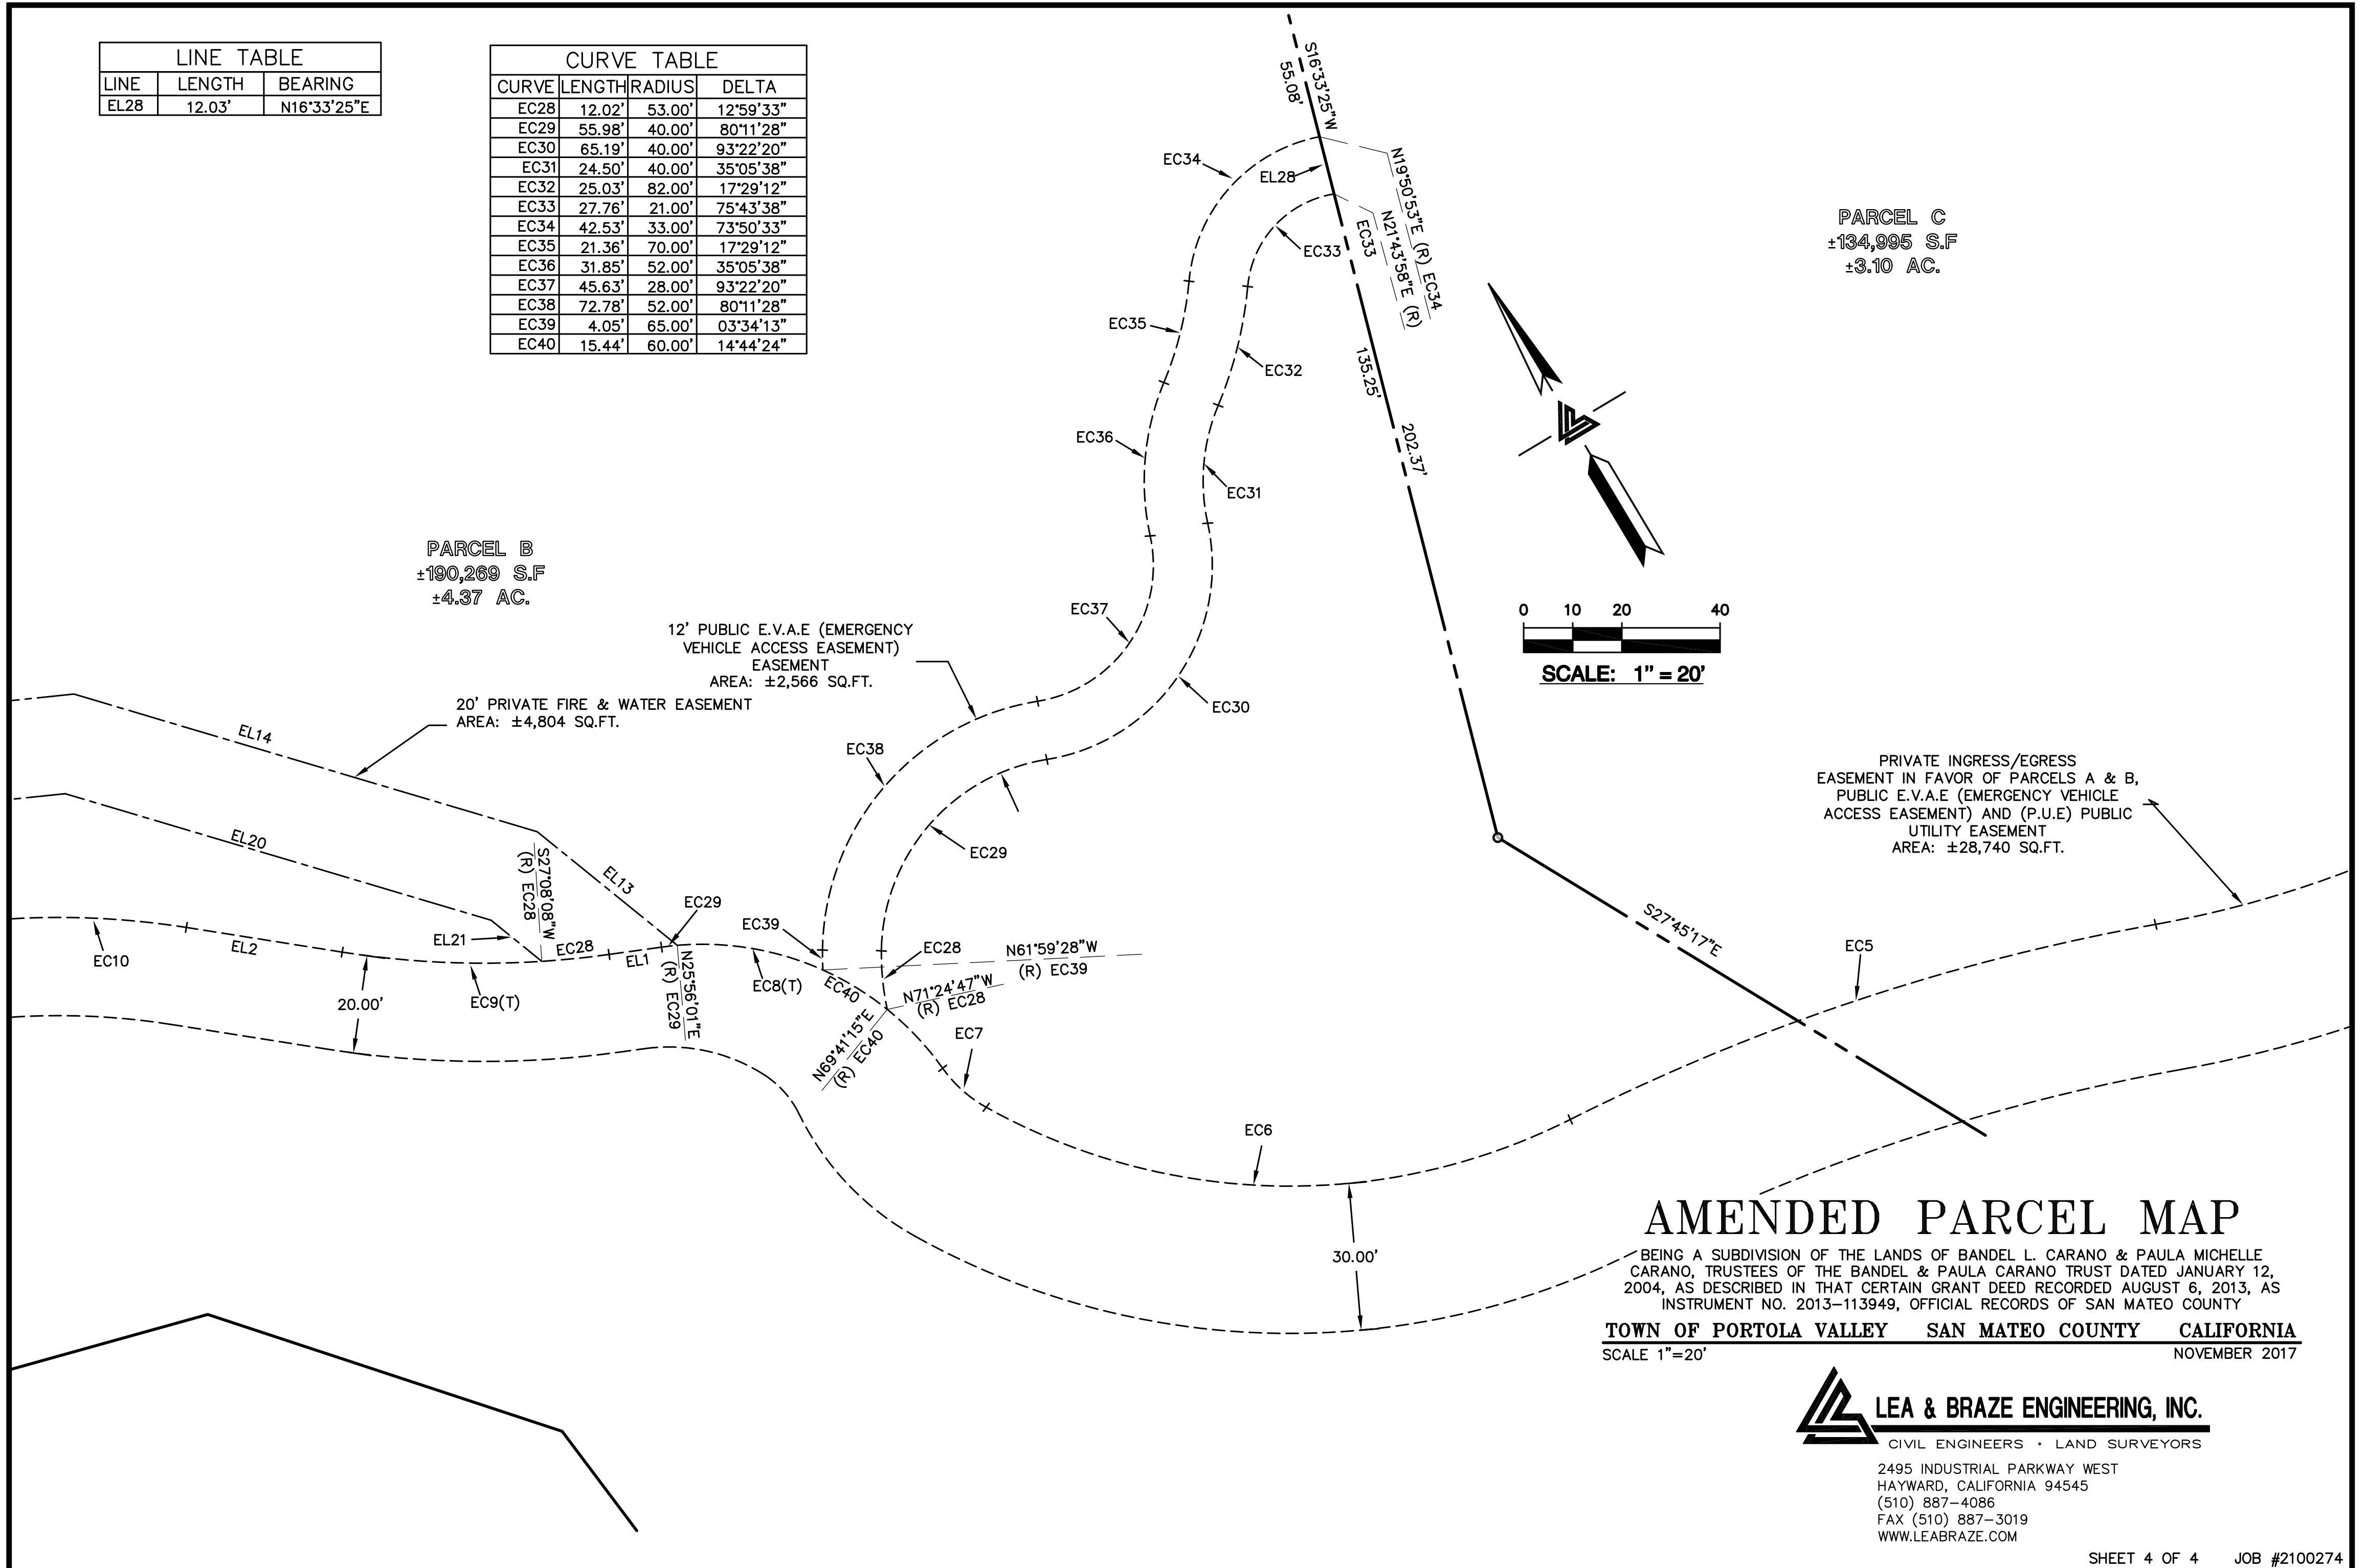 LINE TABLE
LINE LENGTH BEARING
EL28 12.03' N16°33'25"E
CURVE TABLE
CURVE LENGTH RADIUS DELTA
EC28 12.02' 53.00' 12°59'33"
EC29 55.98' 40.00' 80°11'28"
EC30 65.19' 40.00' 93°22'20"
EC31 24.50' 40.00' 35°05'38"
EC32 25.03' 82.00' 17°29'12"
EC33 27.76' 21.00' 75°43'38"
EC34 42.53' 33.00' 73°50'33"
EC35 21.36' 70.00' 17°29'12"
EC36 31.85' 52.00' 35°05'38"
EC37 45.63' 28.00' 93°22'20"
EC38 72.78' 52.00' 80°11'28"
EC39 4.05' 65.00' 03°34'13"
EC40 15.44' 60.00' 14°44'24"
S16°33'25"W
55.08'
EC34
EL28
N19°50'53"E (R) EC34
N21°43'58"E (R)
EC33
EC33
PARCEL C
±134,995 S.F
±3.10 AC.
EC35
EC32
135.25'
EC36
202.37'
EC31
PARCEL B
±190,269 S.F
±4.37 AC.
0 10 20 40
SCALE: 1" = 20'
EC37
12' PUBLIC E.V.A.E (EMERGENCY
VEHICLE ACCESS EASEMENT)
EASEMENT
AREA: ±2,566 SQ.FT.
20' PRIVATE FIRE & WATER EASEMENT
AREA: ±4,804 SQ.FT.
EC30
EL14
EC38
EL20
EC29
PRIVATE INGRESS/EGRESS
EASEMENT IN FAVOR OF PARCELS A & B,
PUBLIC E.V.A.E (EMERGENCY VEHICLE
ACCESS EASEMENT) AND (P.U.E) PUBLIC
UTILITY EASEMENT
AREA: ±28,740 SQ.FT.
S27°08'08"W
(R) EC28
EL13
EC29
EC39
EL21
EC28
EL1
EL2
EC10
EC9(T)
20.00'
N25°56'01"E
(R) EC29
EC8(T)
EC40
EC28
N61°59'28"W
(R) EC39
N71°24'47"W
(R) EC28
N69°41'15"E
(R) EC40
EC7
S27°45'17"E
EC5
EC6
30.00'
AMENDED PARCEL MAP
BEING A SUBDIVISION OF THE LANDS OF BANDEL L. CARANO & PAULA MICHELLE
CARANO, TRUSTEES OF THE BANDEL & PAULA CARANO TRUST DATED JANUARY 12,
2004, AS DESCRIBED IN THAT CERTAIN GRANT DEED RECORDED AUGUST 6, 2013, AS
INSTRUMENT NO. 2013-113949, OFFICIAL RECORDS OF SAN MATEO COUNTY
TOWN OF PORTOLA VALLEY SAN MATEO COUNTY CALIFORNIA
SCALE 1"=20' NOVEMBER 2017
LEA & BRAZE ENGINEERING, INC.
CIVIL ENGINEERS • LAND SURVEYORS
2495 INDUSTRIAL PARKWAY WEST
HAYWARD, CALIFORNIA 94545
(510) 887-4086
FAX (510) 887-3019
WWW.LEABRAZE.COM
SHEET 4 OF 4 JOB #2100274